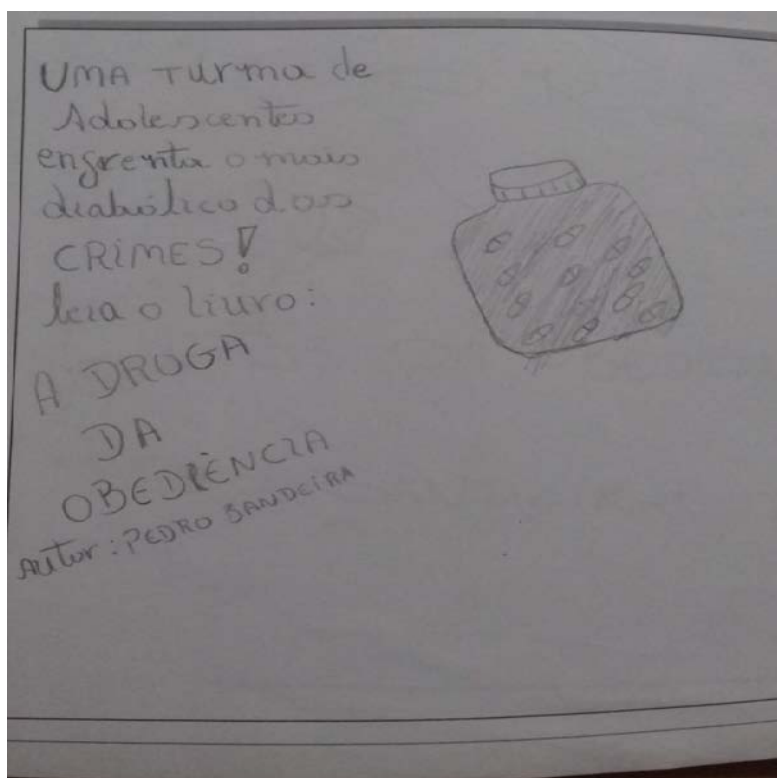 UMA Turma de
Adolescentes
enfrenta o mais
diabólico dos
CRIMES!
leia o livro:
A DROGA
DA
OBEDIÊNCIA
Autor: PEDRO BANDEIRA